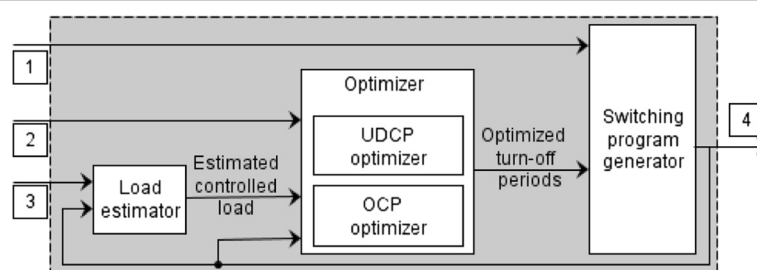 1
2
3
4
Optimizer
UDCP
optimizer
OCP
optimizer
Load
estimator
Estimated
controlled
load
Optimized
turn-off
periods
Switching
program
generator